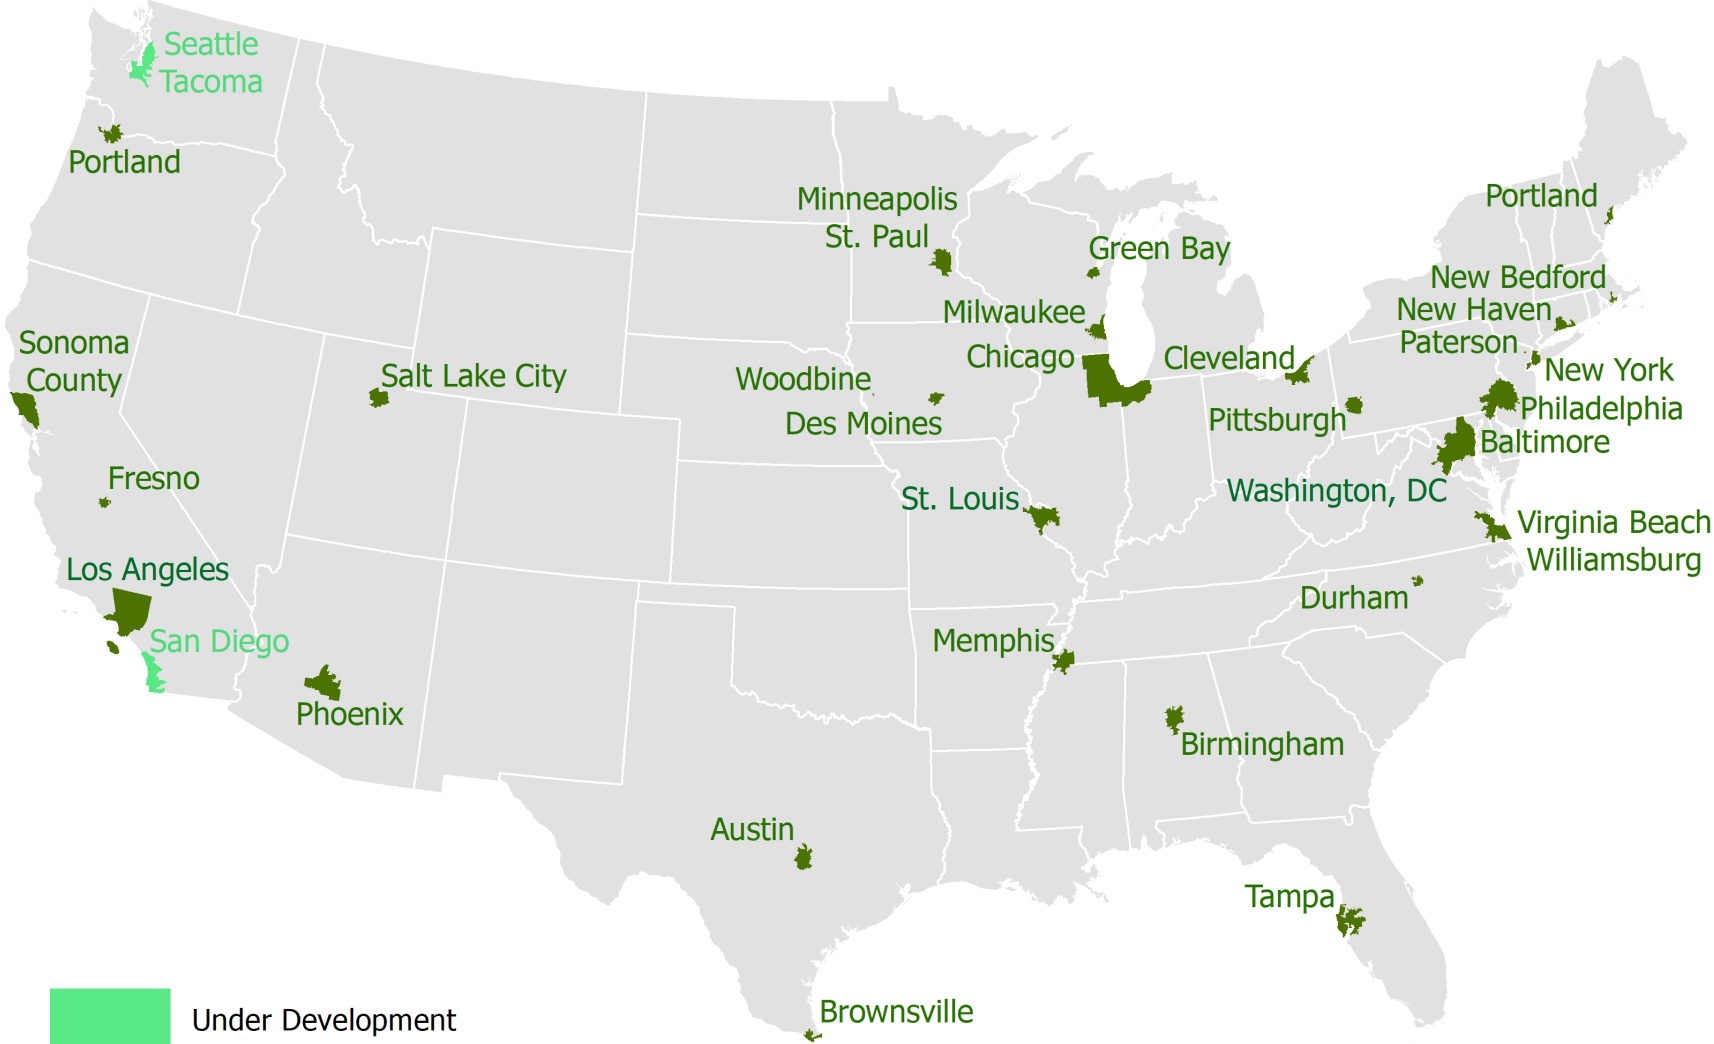 Seattle
Tacoma
Portland
Minneapolis
St. Paul
Green Bay
Portland
New Bedford
New Haven
Paterson
Milwaukee
Chicago
Cleveland
New York
Philadelphia
Baltimore
Pittsburgh
Washington, DC
Sonoma
County
Salt Lake City
Woodbine
Des Moines
Fresno
St. Louis
Virginia Beach
Williamsburg
Los Angeles
Durham
San Diego
Memphis
Phoenix
Birmingham
Austin
Tampa
Brownsville
Under Development